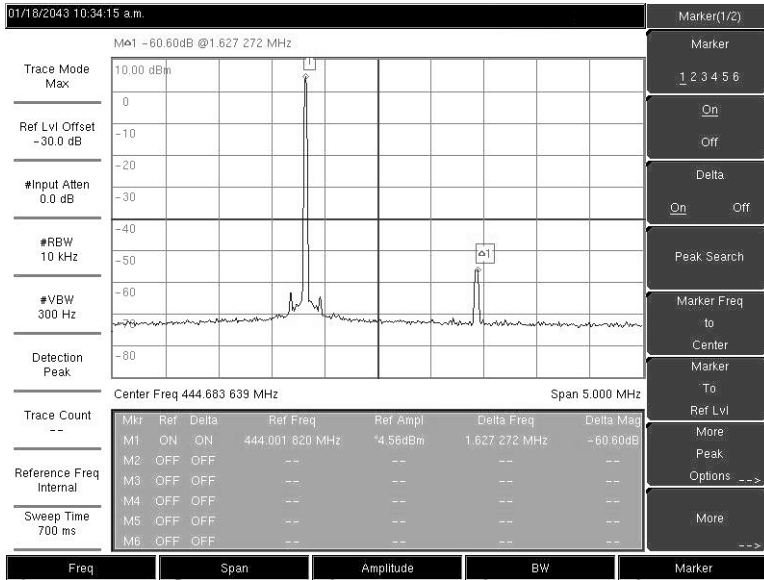 01/18/2043 10:34:15 a.m.
Marker(1/2)
M△1 -60.60dB @1.627 272 MHz
Trace Mode
Max
Ref Lvl Offset
-30.0 dB
#Input Atten
0.0 dB
#RBW
10 kHz
#VBW
300 Hz
Detection
Peak
Trace Count
--
Reference Freq
Internal
Sweep Time
700 ms
10.00 dBm
0
-10
-20
-30
-40
-50
-60
-70
-80
1
△1
Center Freq 444.683 639 MHz
Span 5.000 MHz
Mkr Ref Delta Ref Freq Ref Ampl Delta Freq Delta Mag
M1 ON ON 444.001 820 MHz *4.56dBm 1.627 272 MHz -60.60dB
M2 OFF OFF -- -- -- --
M3 OFF OFF -- -- -- --
M4 OFF OFF -- -- -- --
M5 OFF OFF -- -- -- --
M6 OFF OFF -- -- -- --
Marker
1 2 3 4 5 6
On
Off
Delta
On Off
Peak Search
Marker Freq
to
Center
Marker
To
Ref Lvl
More
Peak
Options -->
More
-->
Freq Span Amplitude BW Marker